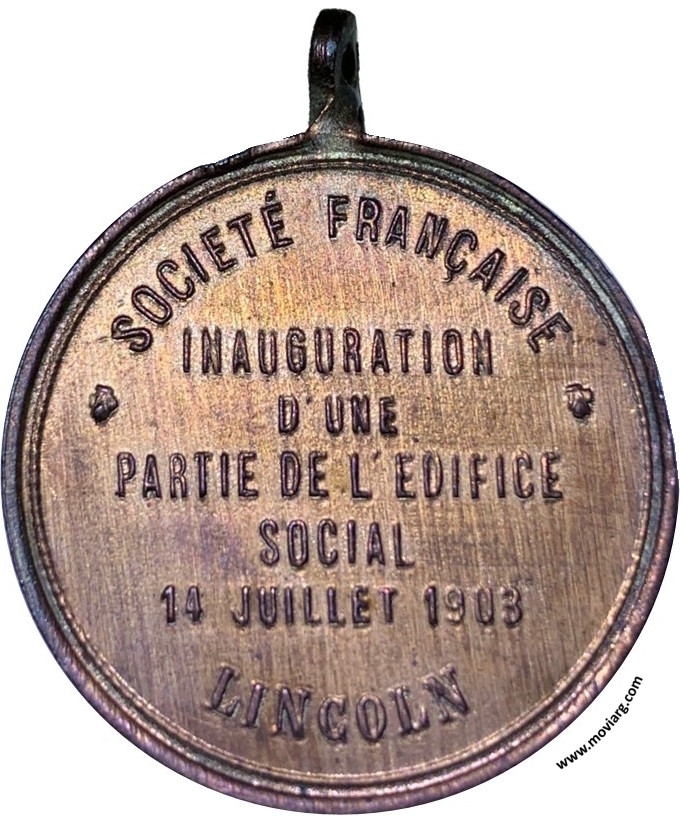 SOCIETÉ FRANÇAISE
INAUGURATION
D'UNE
PARTIE DE L'EDIFICE
SOCIAL
14 JUILLET 1903
LINCOLN
www.moviarg.com